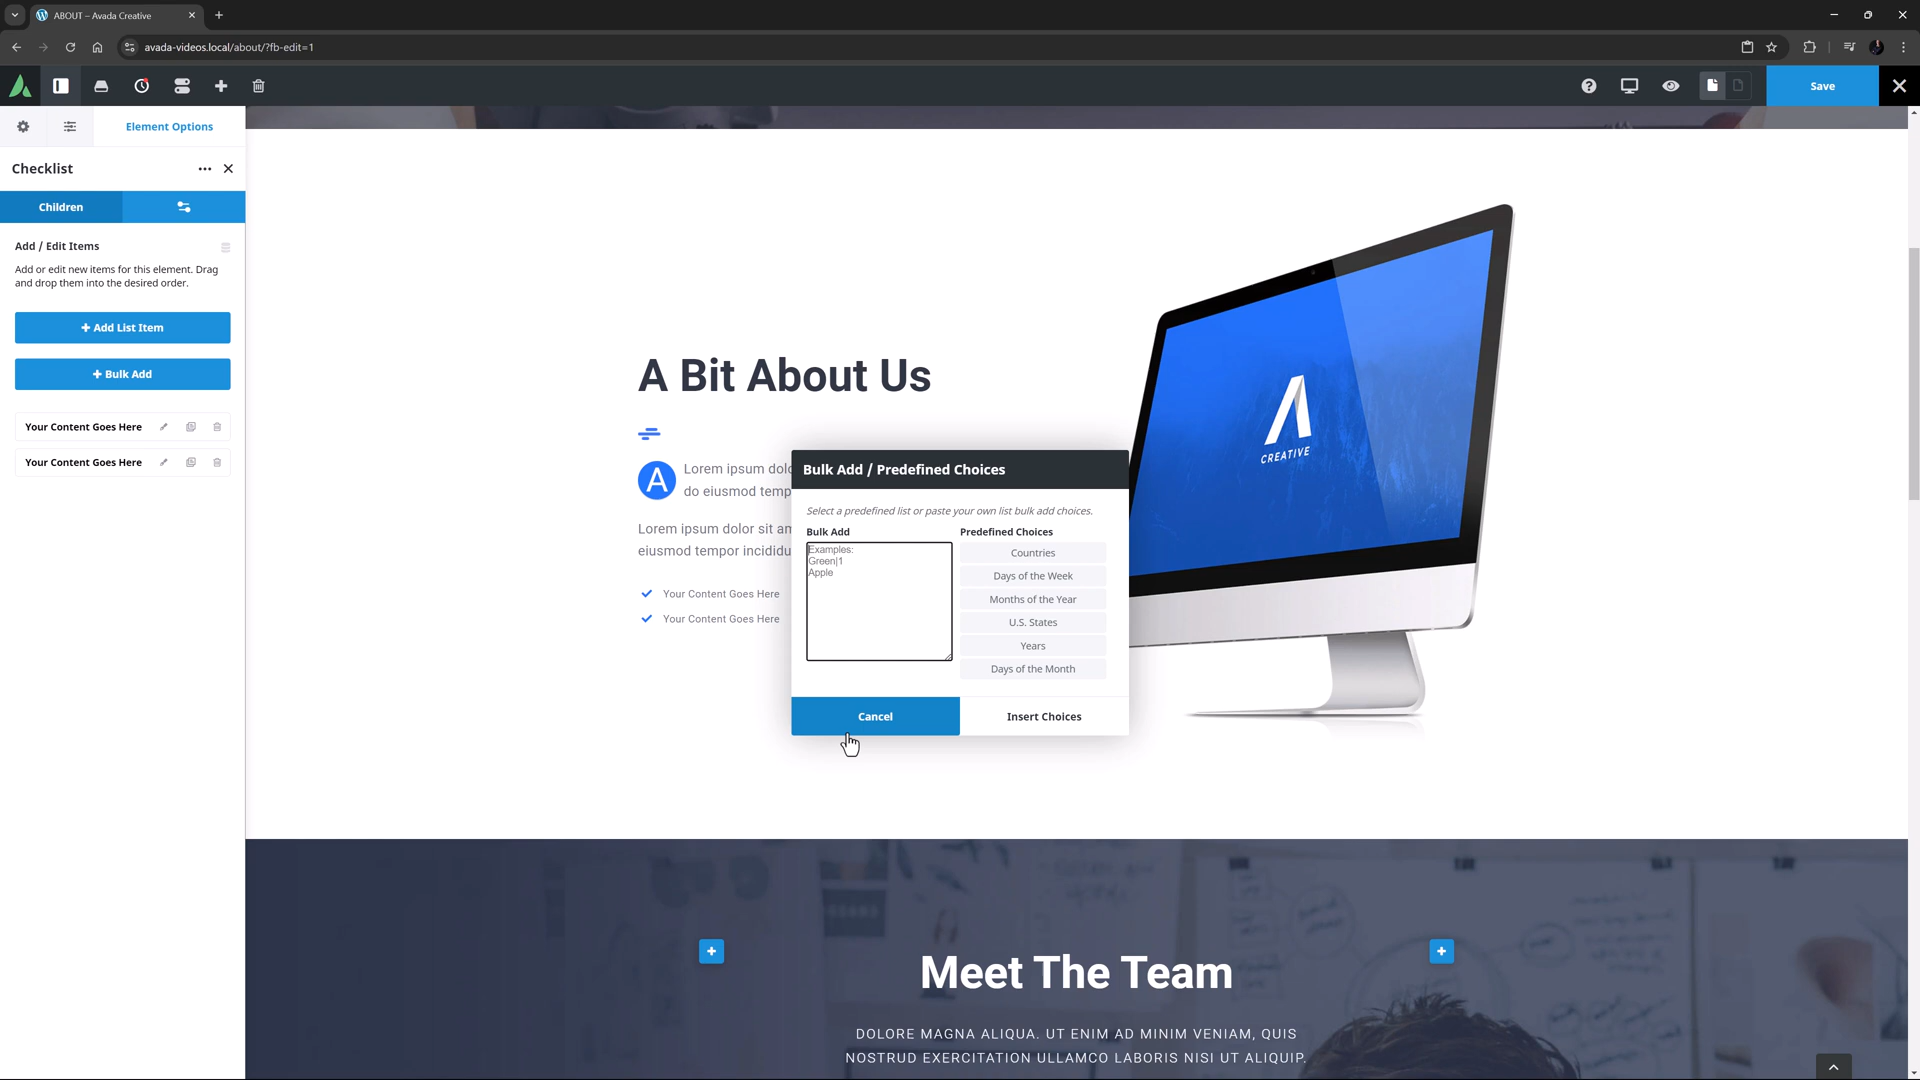 ABOUT – Avada Creative
avada-videos.local/about/?fb-edit=1
Save
Element Options
Checklist
Children
Add / Edit Items
Add or edit new items for this element. Drag
and drop them into the desired order.
+ Add List Item
+ Bulk Add
Your Content Goes Here
Your Content Goes Here
A Bit About Us
A
Lorem ipsum dolo
do eiusmod temp
Lorem ipsum dolor sit am
eiusmod tempor incididu
Your Content Goes Here
Your Content Goes Here
CREATIVE
Bulk Add / Predefined Choices
Select a predefined list or paste your own list bulk add choices.
Bulk Add
Examples:
Green|1
Apple
Predefined Choices
Countries
Days of the Week
Months of the Year
U.S. States
Years
Days of the Month
Cancel
Insert Choices
Meet The Team
DOLORE MAGNA ALIQUA. UT ENIM AD MINIM VENIAM, QUIS
NOSTRUD EXERCITATION ULLAMCO LABORIS NISI UT ALIQUIP.